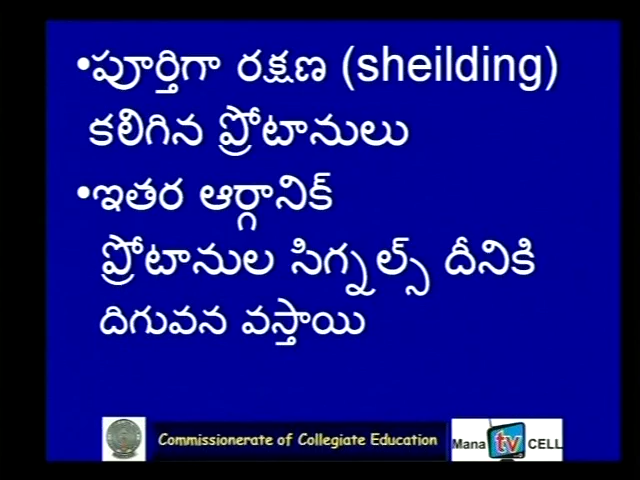 •పూర్తిగా రక్షణ (sheilding)
కలిగిన ప్రోటానులు
•ఇతర ఆర్గానిక్
ప్రోటానుల సిగ్నల్స్ దీనికి
దిగువన వస్తాయి
Commissionerate of Collegiate Education
Mana tv CELL